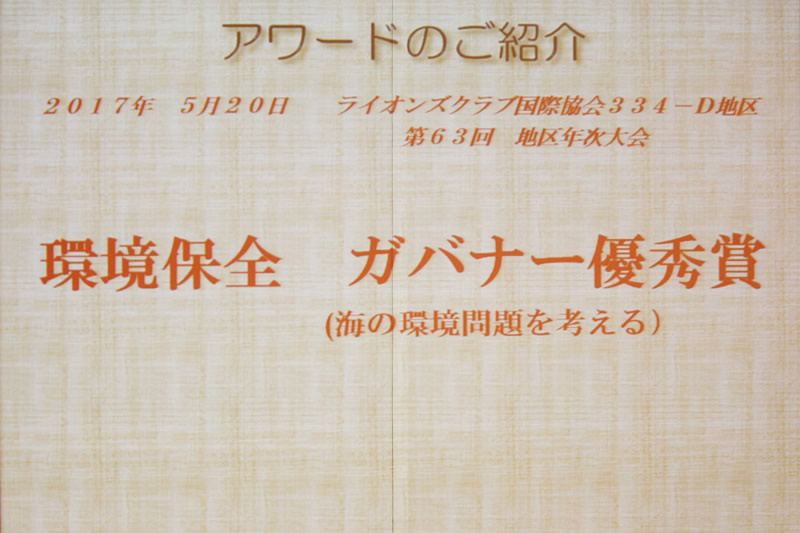 アワードのご紹介
２０１７年　５月２０日　　ライオンズクラブ国際協会３３４－Ｄ地区
第６３回　地区年次大会
環境保全　ガバナー優秀賞
(海の環境問題を考える）